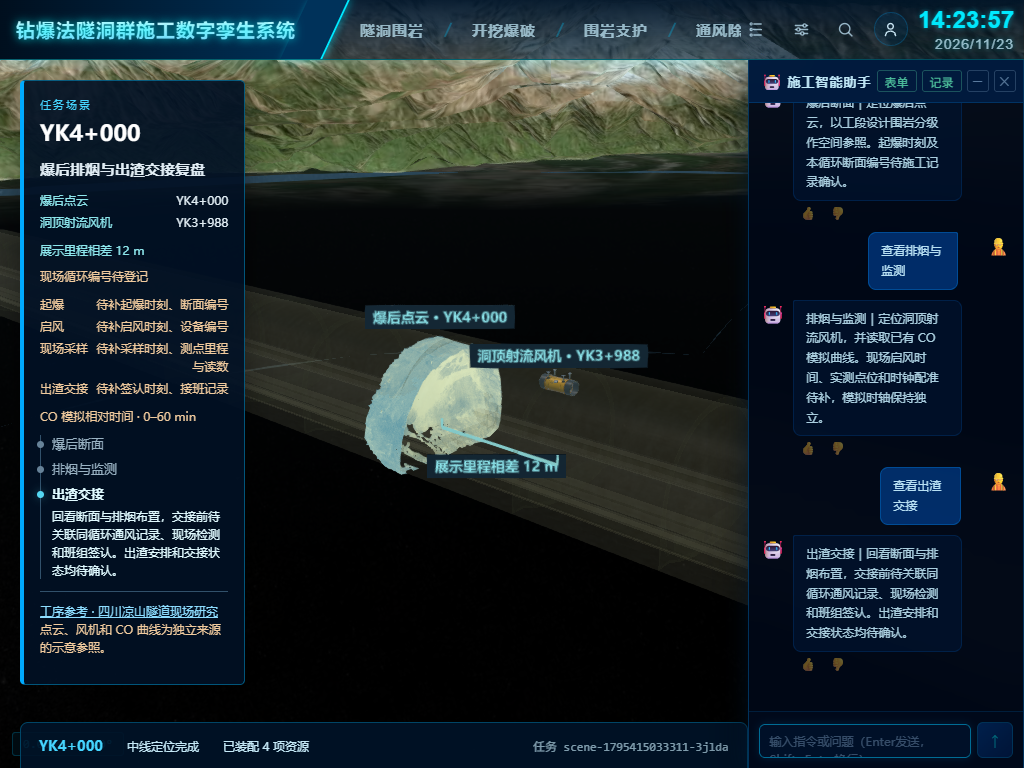 钻爆法隧洞群施工数字孪生系统
隧洞围岩 / 开挖爆破 / 围岩支护 / 通风除
14:23:57
2026/11/23
任务场景
YK4+000
爆后排烟与出渣交接复盘
爆后点云 YK4+000
洞顶射流风机 YK3+988
展示里程相差 12 m
现场循环编号待登记
起爆 待补起爆时刻、断面编号
启风 待补启风时刻、设备编号
现场采样 待补采样时刻、测点里程
与读数
出渣交接 待补签认时刻、接班记录
CO 模拟相对时间 · 0–60 min
爆后断面
排烟与监测
出渣交接
回看断面与排烟布置，交接前待
关联同循环通风记录、现场检测
和班组签认。出渣安排和交接状
态均待确认。
工序参考 · 四川凉山隧道现场研究
点云、风机和 CO 曲线为独立来源
的示意参照。
爆后点云 · YK4+000
洞顶射流风机 · YK3+988
展示里程相差 12 m
YK4+000 中线定位完成 已装配 4 项资源
任务 scene-1795415033311-3jlda
施工智能助手 表单 记录
爆后断面 | 定位爆后点
云，以工段设计围岩分级
作空间参照。起爆时刻及
本循环断面编号待施工记
录确认。
查看排烟与
监测
排烟与监测 | 定位洞顶射
流风机，并读取已有 CO
模拟曲线。现场启风时
间、实测点位和时钟配准
待补，模拟时轴保持独
立。
查看出渣
交接
出渣交接 | 回看断面与排
烟布置，交接前待关联同
循环通风记录、现场检测
和班组签认。出渣安排和
交接状态均待确认。
输入指令或问题（Enter发送，